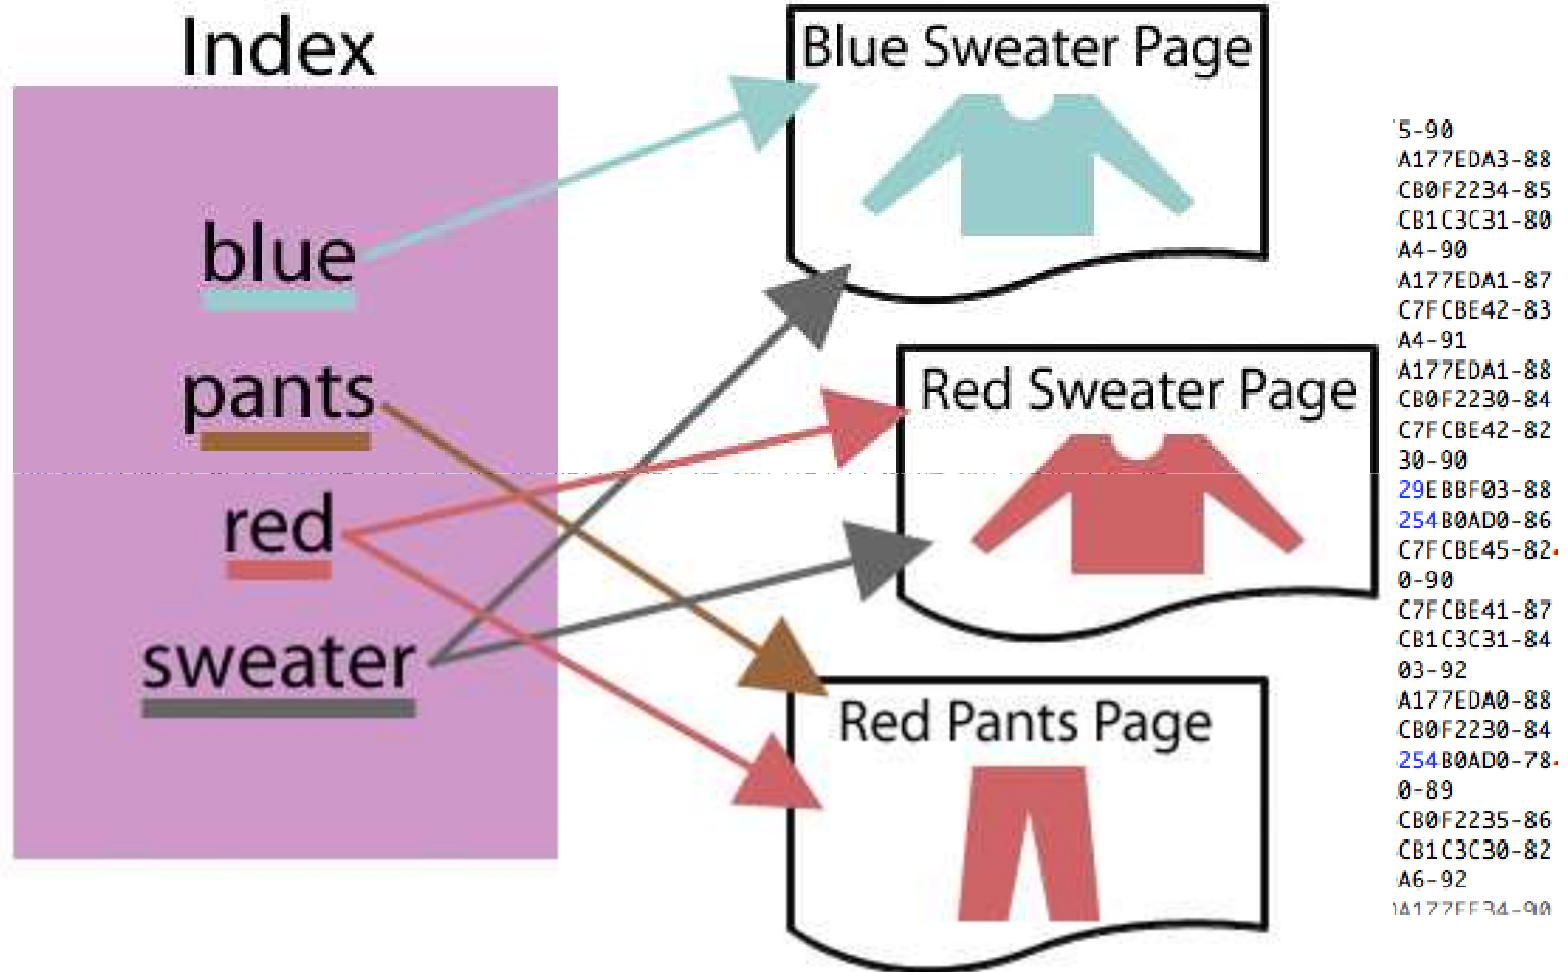 Index
blue
pants
red
sweater
Blue Sweater Page
Red Sweater Page
Red Pants Page
5-90
A177EDA3-88
CB0F2234-85
CB1C3C31-80
A4-90
A177EDA1-87
C7FCBE42-83
A4-91
A177EDA1-88
CB0F2230-84
C7FCBE42-82
30-90
29EBBF03-88
254B0AD0-86
C7FCBE45-82
0-90
C7FCBE41-87
CB1C3C31-84
03-92
A177EDA0-88
CB0F2230-84
254B0AD0-78
0-89
CB0F2235-86
CB1C3C30-82
A6-92